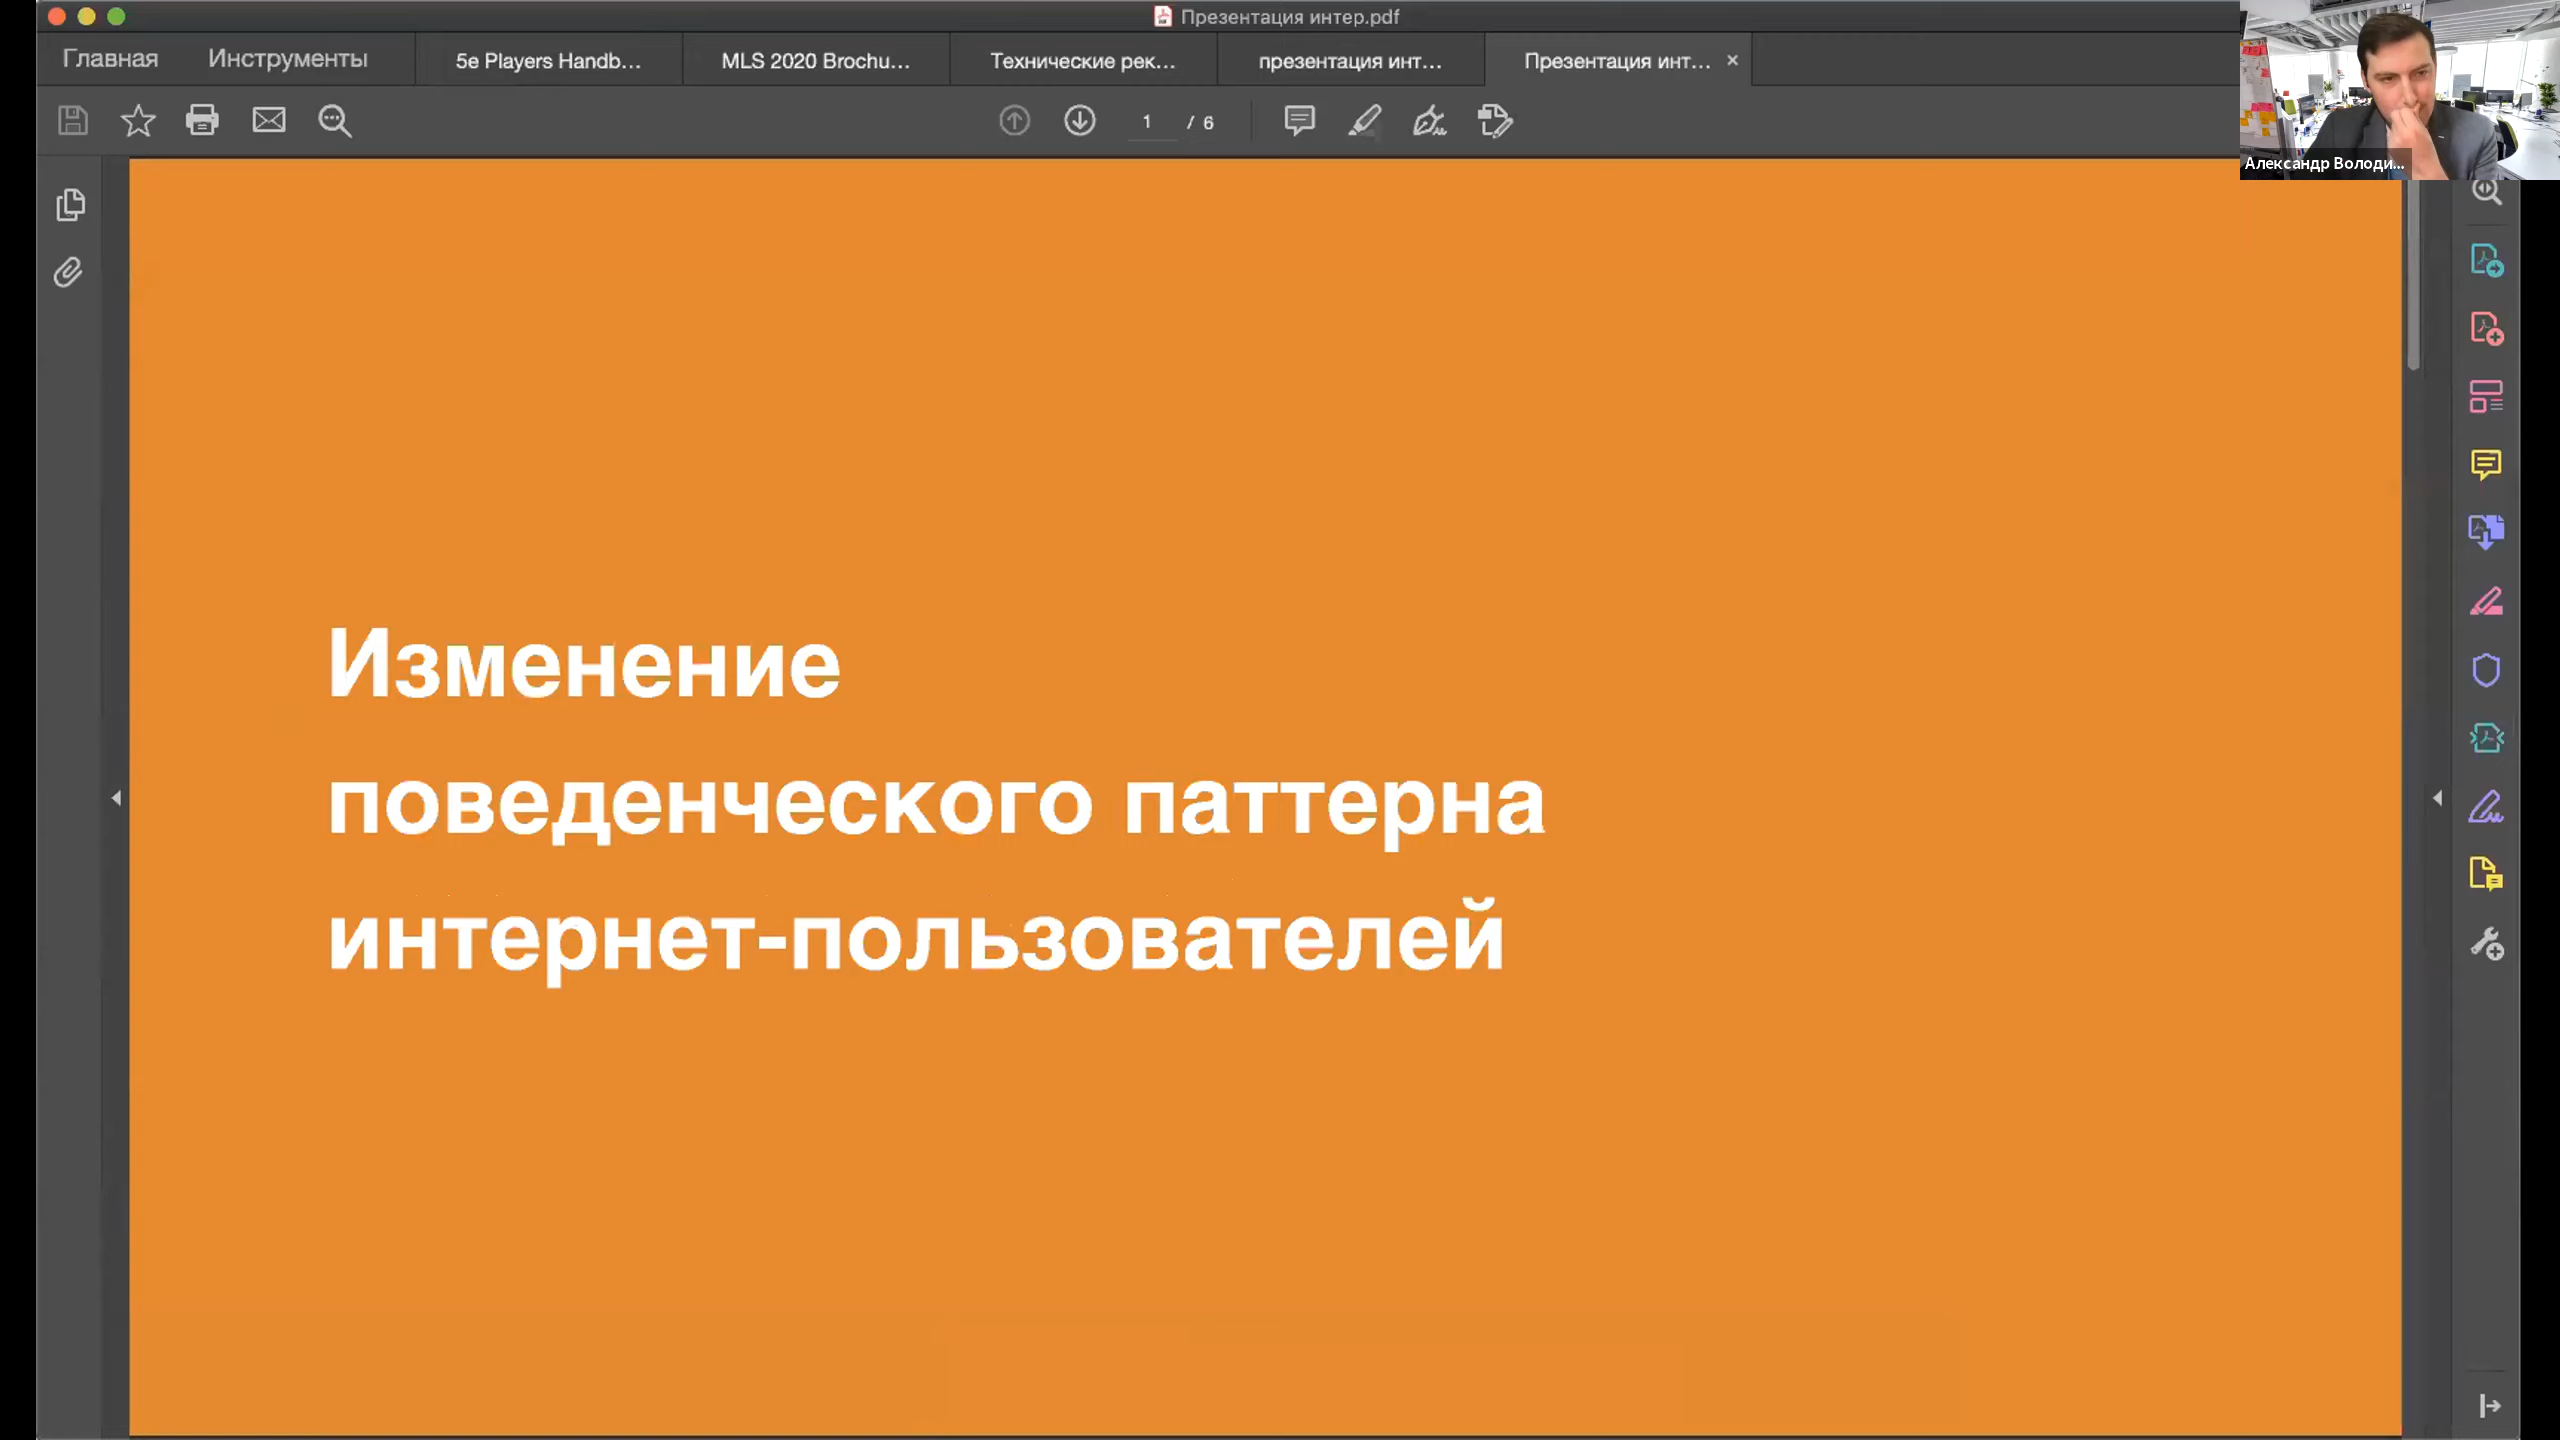 Презентация интер.pdf
Главная Инструменты 5e Players Handb... MLS 2020 Brochu... Технические рек... презентация инт... Презентация инт... ×
1 / 6
Александр Володи...
Изменение
поведенческого паттерна
интернет-пользователей